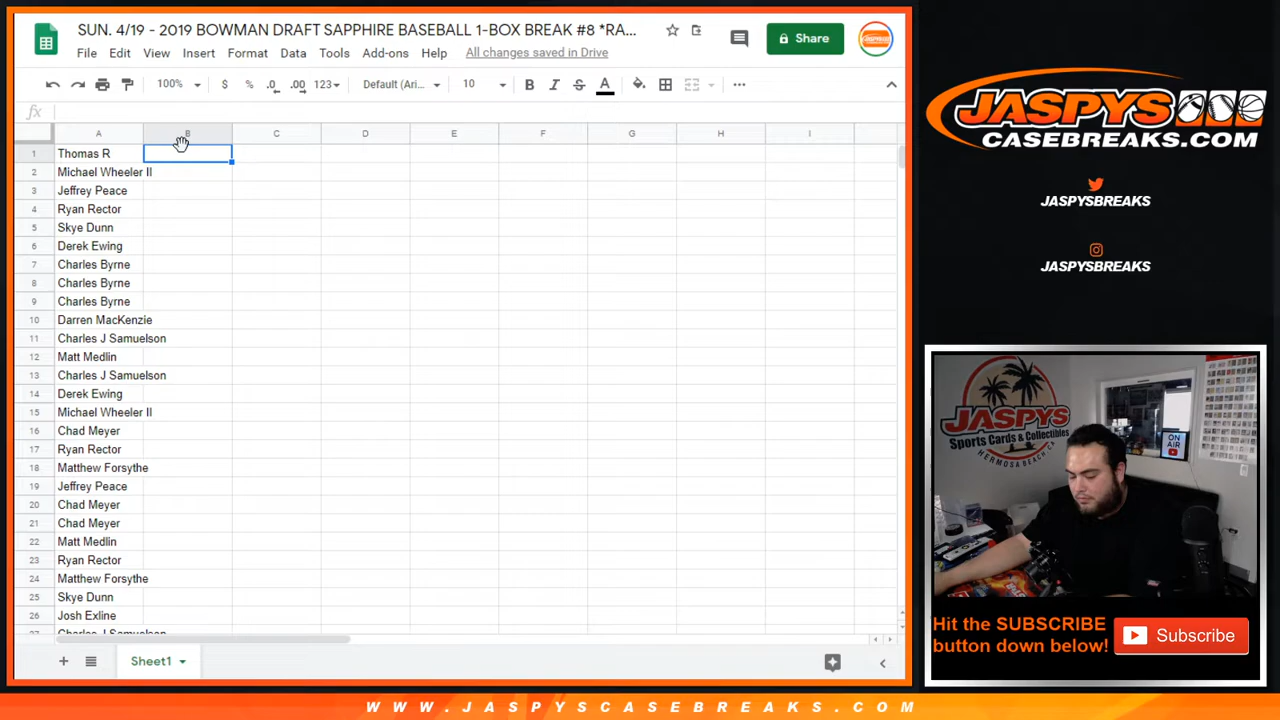 SUN. 4/19 - 2019 BOWMAN DRAFT SAPPHIRE BASEBALL 1-BOX BREAK #8 *RA...
File Edit View Insert Format Data Tools Add-ons Help All changes saved in Drive
Share
100% $ % .0 .00 123 Default (Ari... 10 B I S A
fx
A B C D E F G H I
1 Thomas R
2 Michael Wheeler II
3 Jeffrey Peace
4 Ryan Rector
5 Skye Dunn
6 Derek Ewing
7 Charles Byrne
8 Charles Byrne
9 Charles Byrne
10 Darren MacKenzie
11 Charles J Samuelson
12 Matt Medlin
13 Charles J Samuelson
14 Derek Ewing
15 Michael Wheeler II
16 Chad Meyer
17 Ryan Rector
18 Matthew Forsythe
19 Jeffrey Peace
20 Chad Meyer
21 Chad Meyer
22 Matt Medlin
23 Ryan Rector
24 Matthew Forsythe
25 Skye Dunn
26 Josh Exline
27 Charles J Samuelson
Sheet1
JASPYS
CASEBREAKS.COM
JASPYSBREAKS
JASPYSBREAKS
JASPYS
Sports Cards & Collectibles
HERMOSA BEACH, CA
ON
AIR
Hit the SUBSCRIBE
button down below!
Subscribe
WWW.JASPYSCASEBREAKS.COM